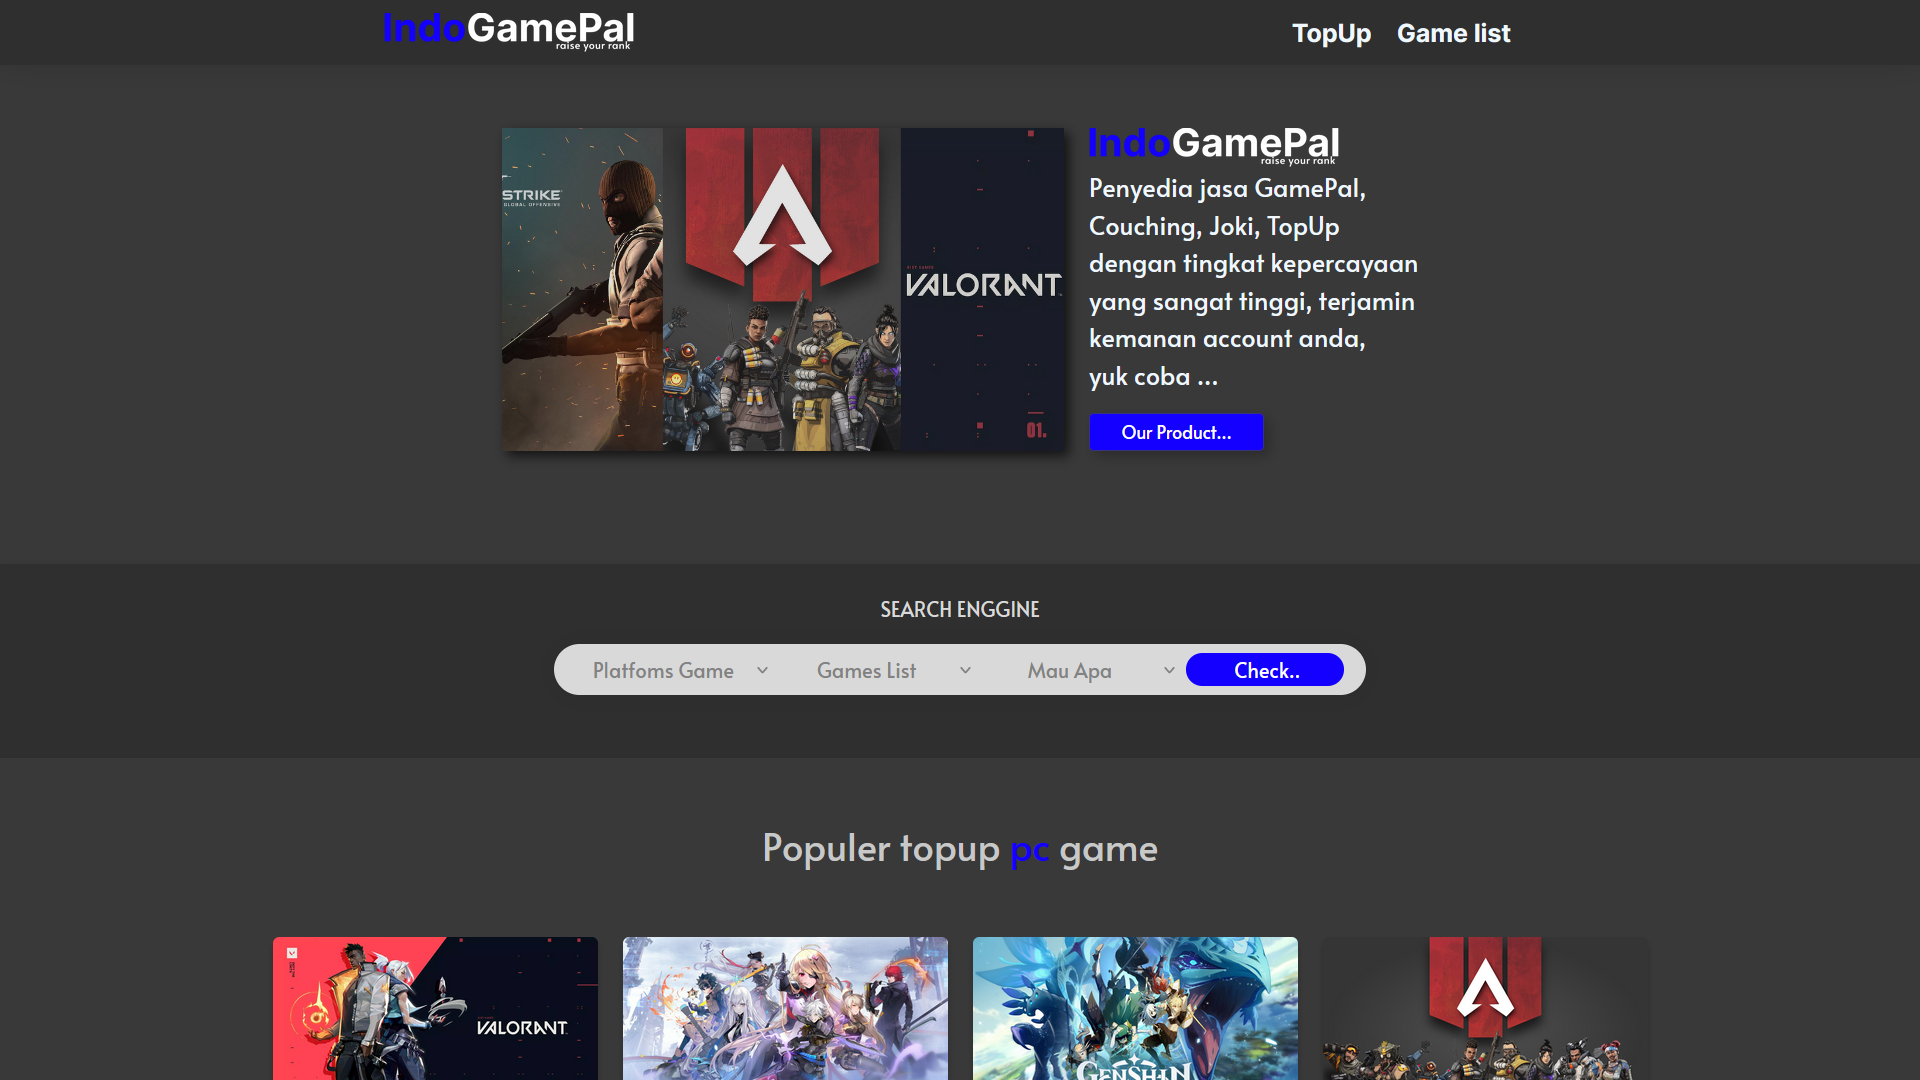 IndoGamePal
raise your rank
TopUp
Game list
STRIKE
GLOBAL OFFENSIVE
VALORANT
01.
IndoGamePal
raise your rank
Penyedia jasa GamePal,
Couching, Joki, TopUp
dengan tingkat kepercayaan
yang sangat tinggi, terjamin
kemanan account anda,
yuk coba ...
Our Product...
SEARCH ENGGINE
Platfoms Game
Games List
Mau Apa
Check..
Populer topup pc game
VALORANT
GENSHIN